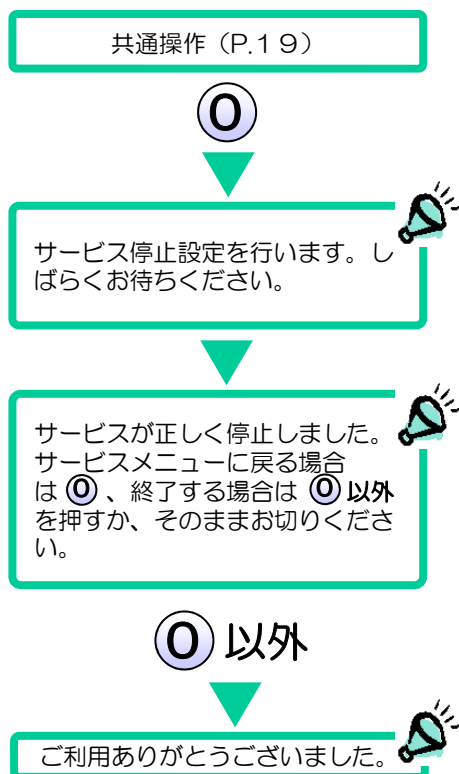 共通操作（P.１９）
0
サービス停止設定を行います。し
ばらくお待ちください。
サービスが正しく停止しました。
サービスメニューに戻る場合
は 0 、終了する場合は 0 以外
を押すか、そのままお切りくださ
い。
0 以外
ご利用ありがとうございました。